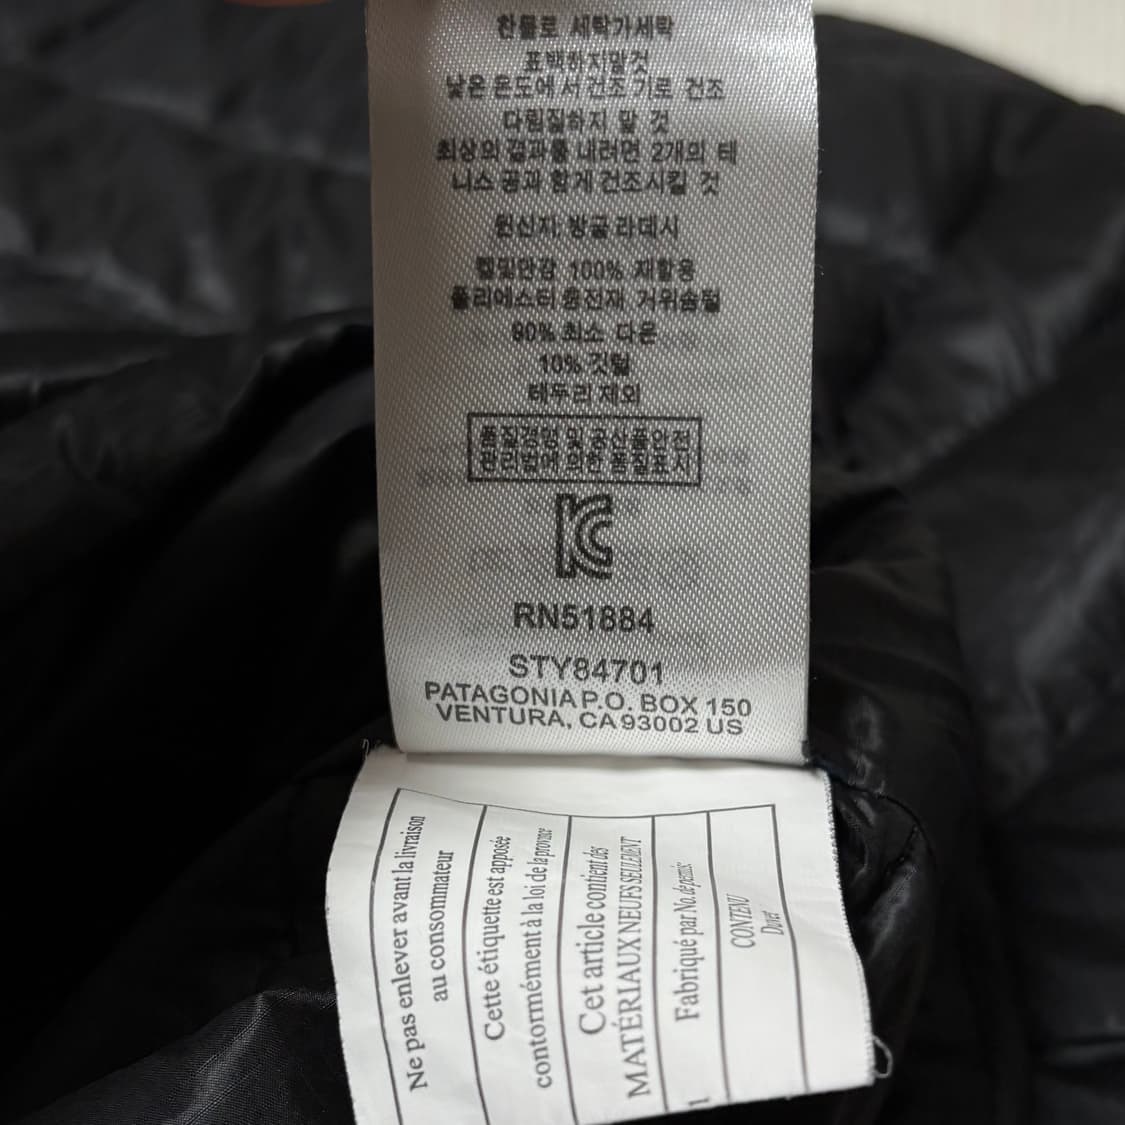 찬물로 세탁가세탁
표백하지말것
낮은 온도에 서 건조 기로 건조
다림질하지 말 것
최상의 결과를 내려면 2개의 테
니스 공과 함게 건조시킬 것
원신지: 방글 라데시
겉및안감 100% 재활용
폴리에스터 충전재 거위솜털
90% 최소 다운
10% 깃털
테두리 제외
품질경영 및 공산품안전
관리법에 의한 품질표시
RN51884
STY84701
PATAGONIA P.O. BOX 150
VENTURA, CA 93002 US
Ne pas enlever avant la livraison
au consommateur
Cette étiquette est apposée
contormément à la loi de la provnce
Cet article contient des
MATÉRIAUX NEUFS SEULEMENT
Fabriqué par No. de pemix:
CONTENU
Duvet